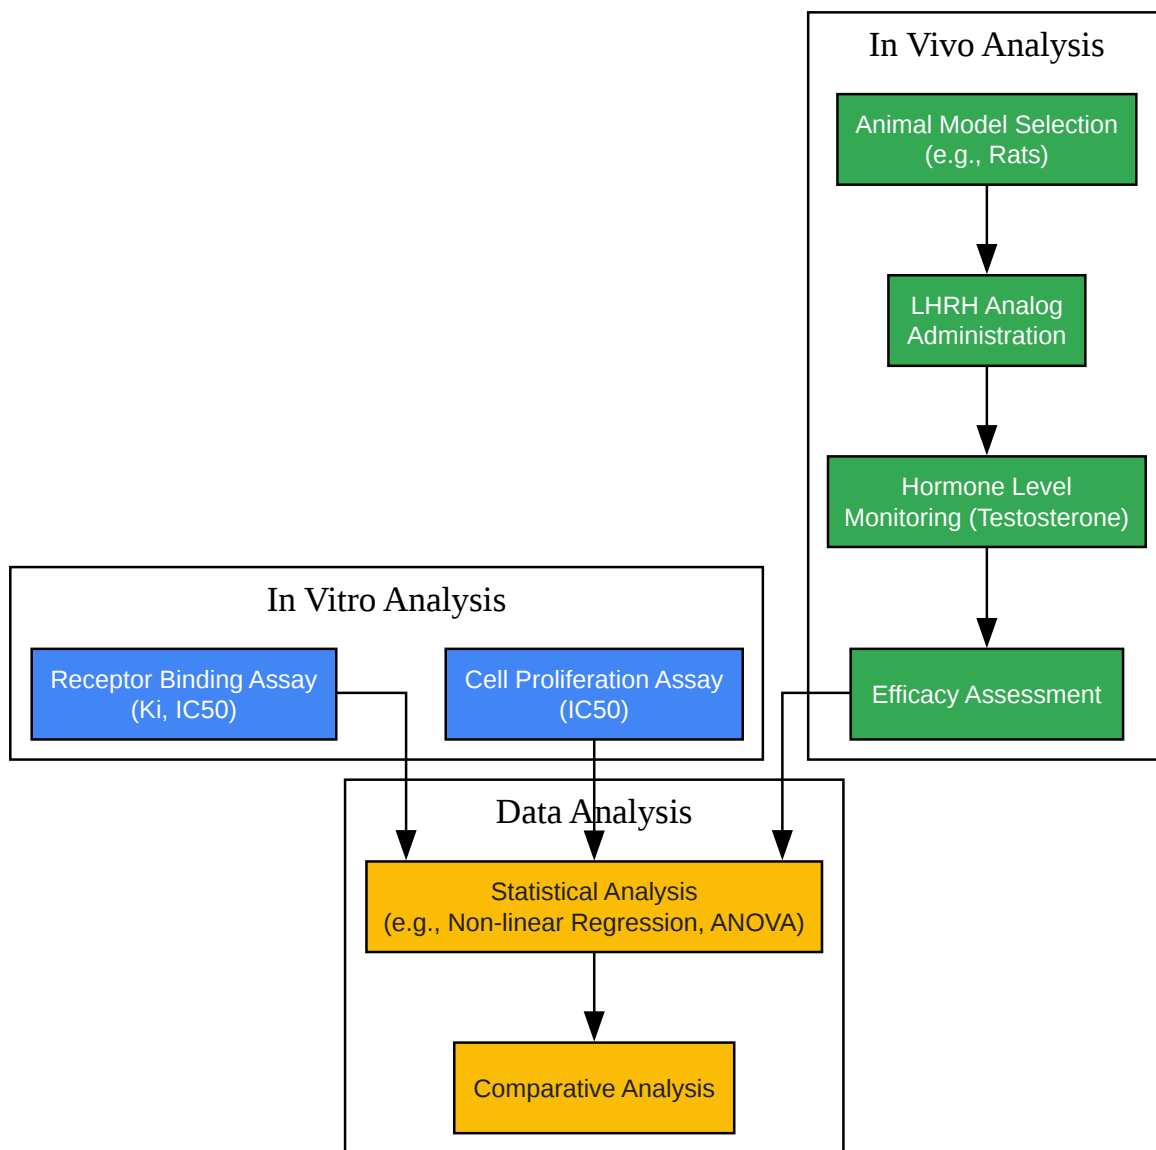 In Vivo Analysis
Animal Model Selection
(e.g., Rats)
LHRH Analog
Administration
Hormone Level
Monitoring (Testosterone)
Efficacy Assessment
In Vitro Analysis
Receptor Binding Assay
(Ki, IC50)
Cell Proliferation Assay
(IC50)
Data Analysis
Statistical Analysis
(e.g., Non-linear Regression, ANOVA)
Comparative Analysis